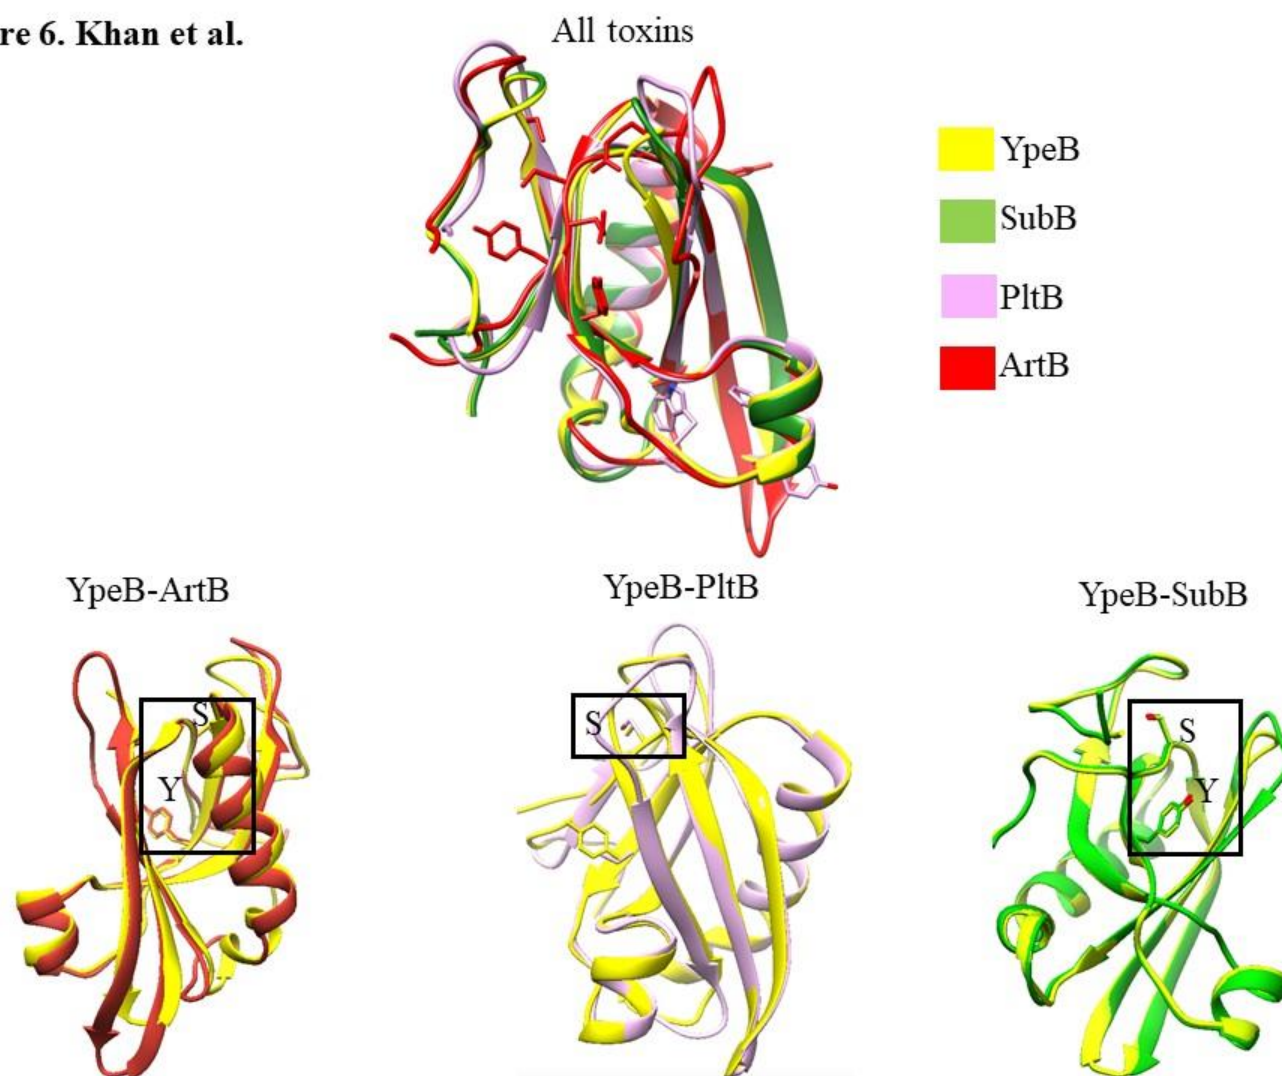 re 6. Khan et al.
All toxins
YpeB
SubB
PltB
ArtB
YpeB-ArtB
YpeB-PltB
YpeB-SubB
S
Y
S
S
Y